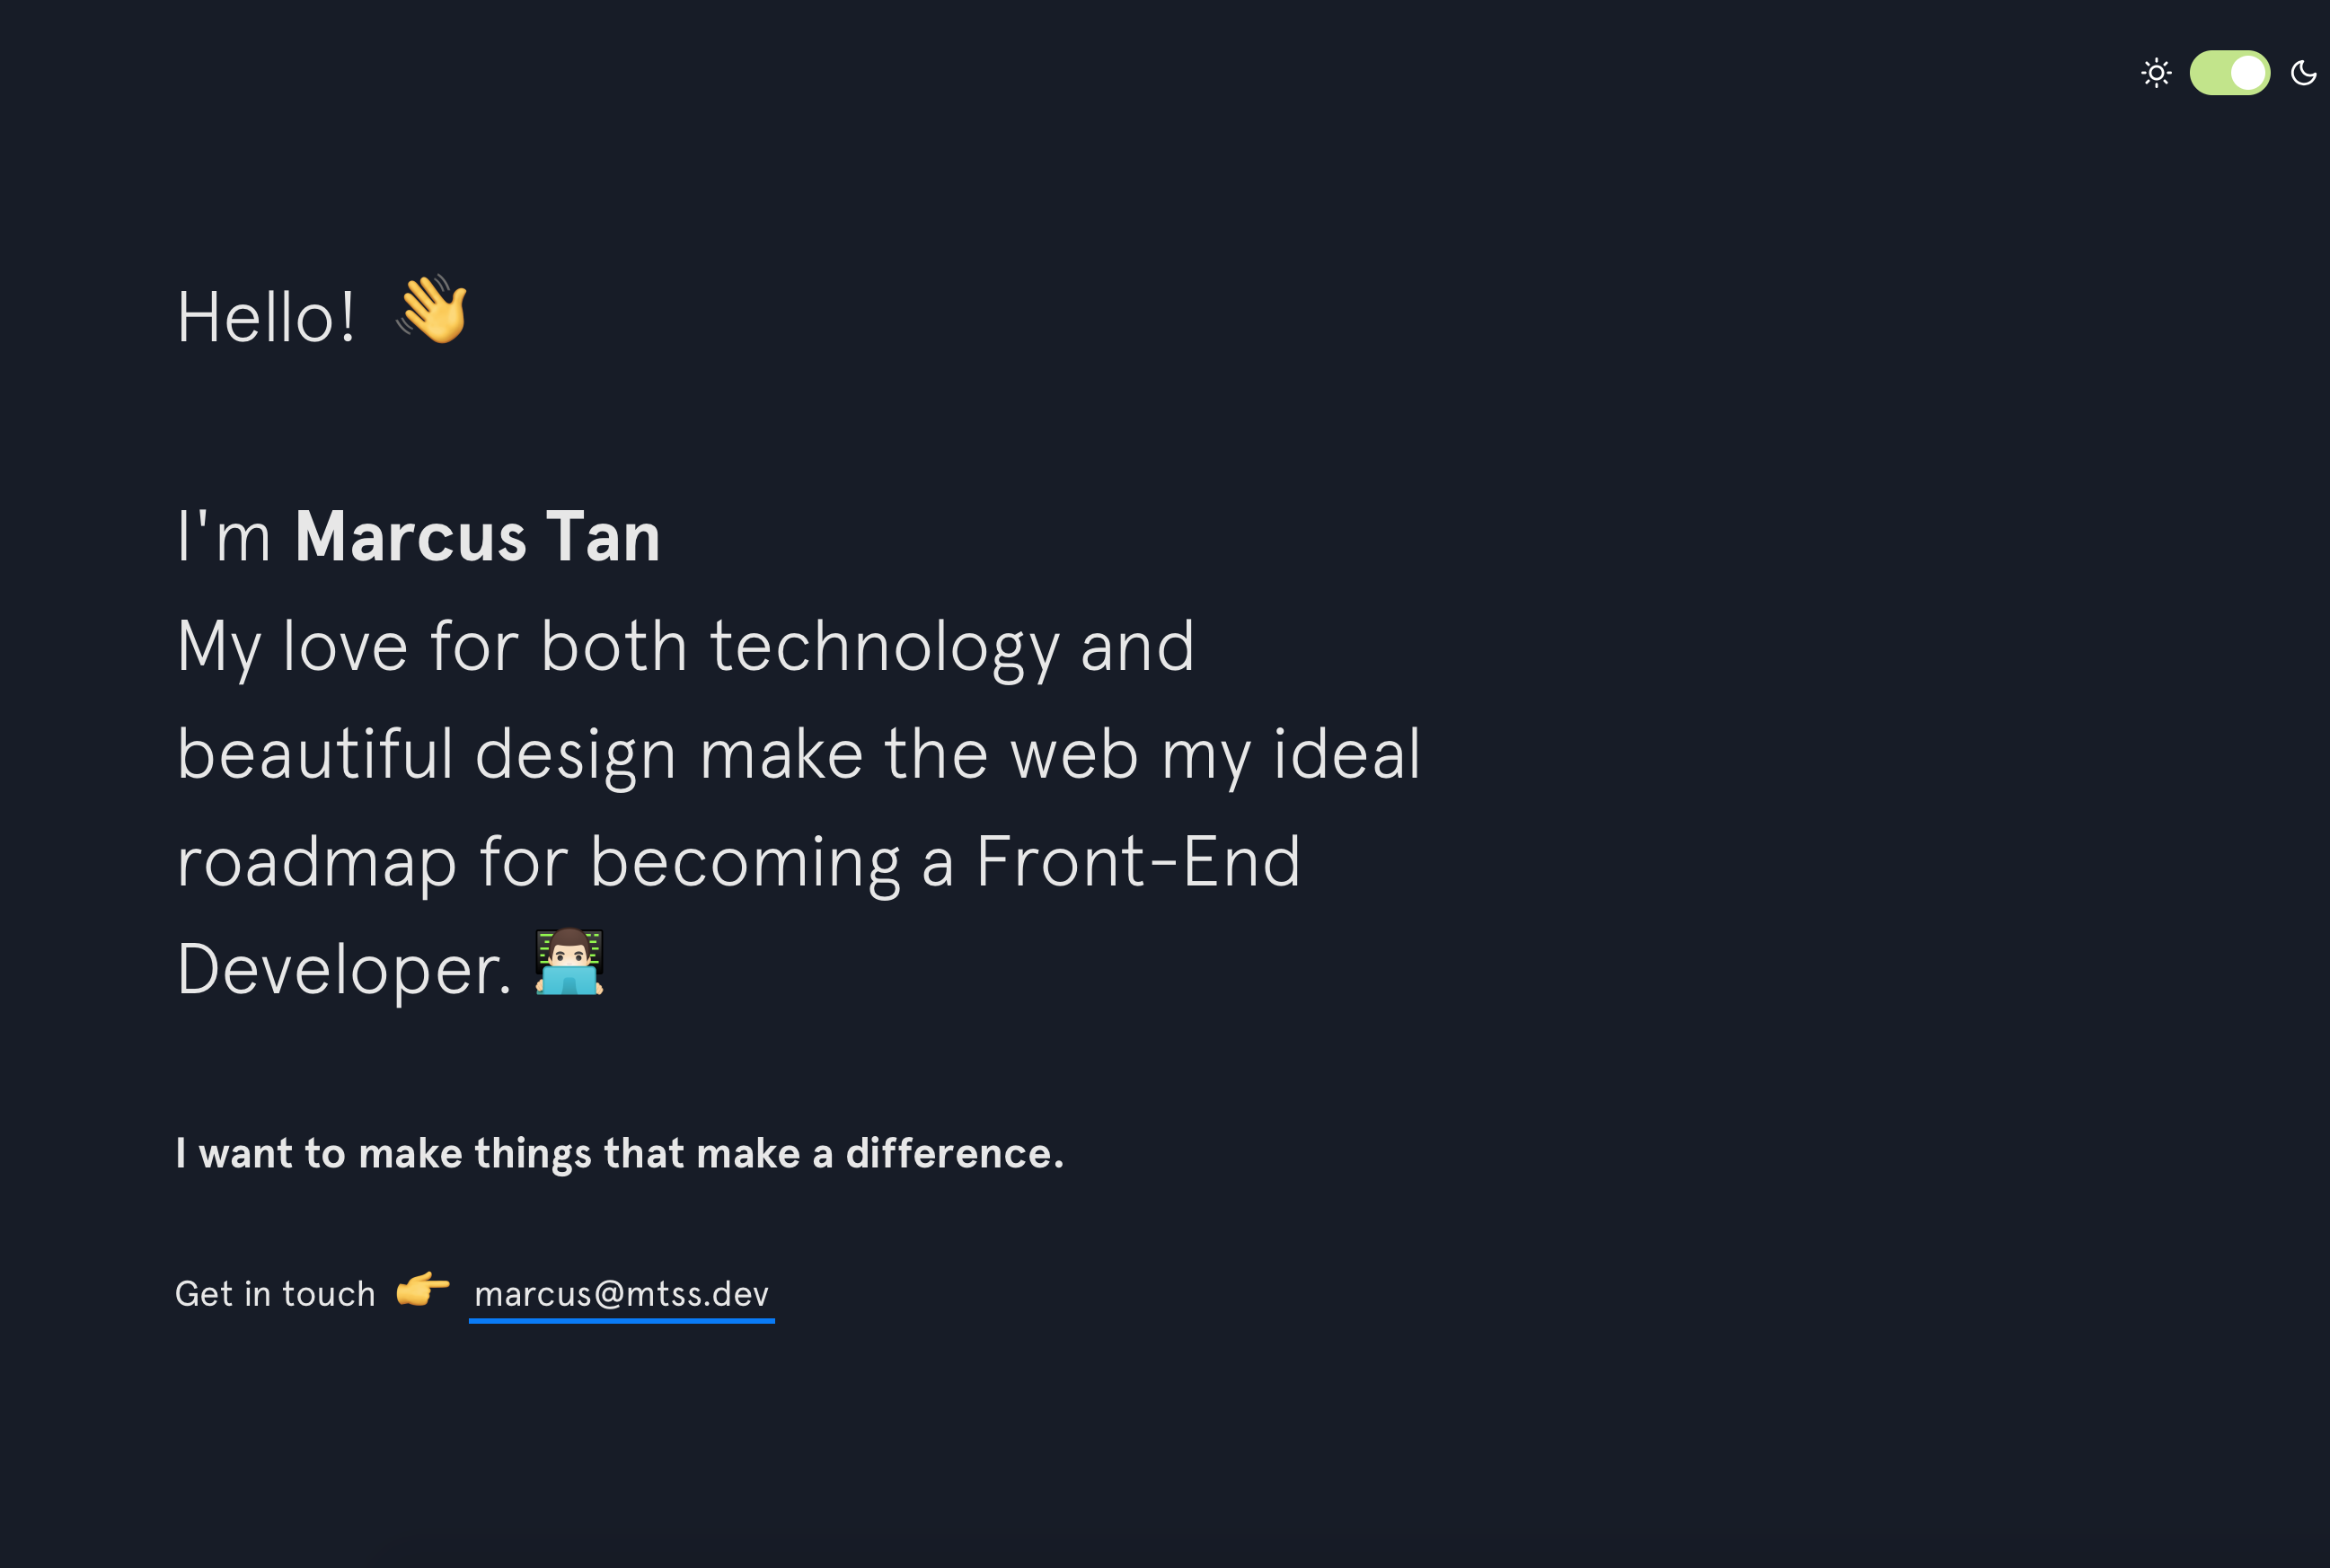 Hello! 👋
I'm Marcus Tan
My love for both technology and
beautiful design make the web my ideal
roadmap for becoming a Front-End
Developer. 👨🏻‍💻
I want to make things that make a difference.
Get in touch 👉 marcus@mtss.dev